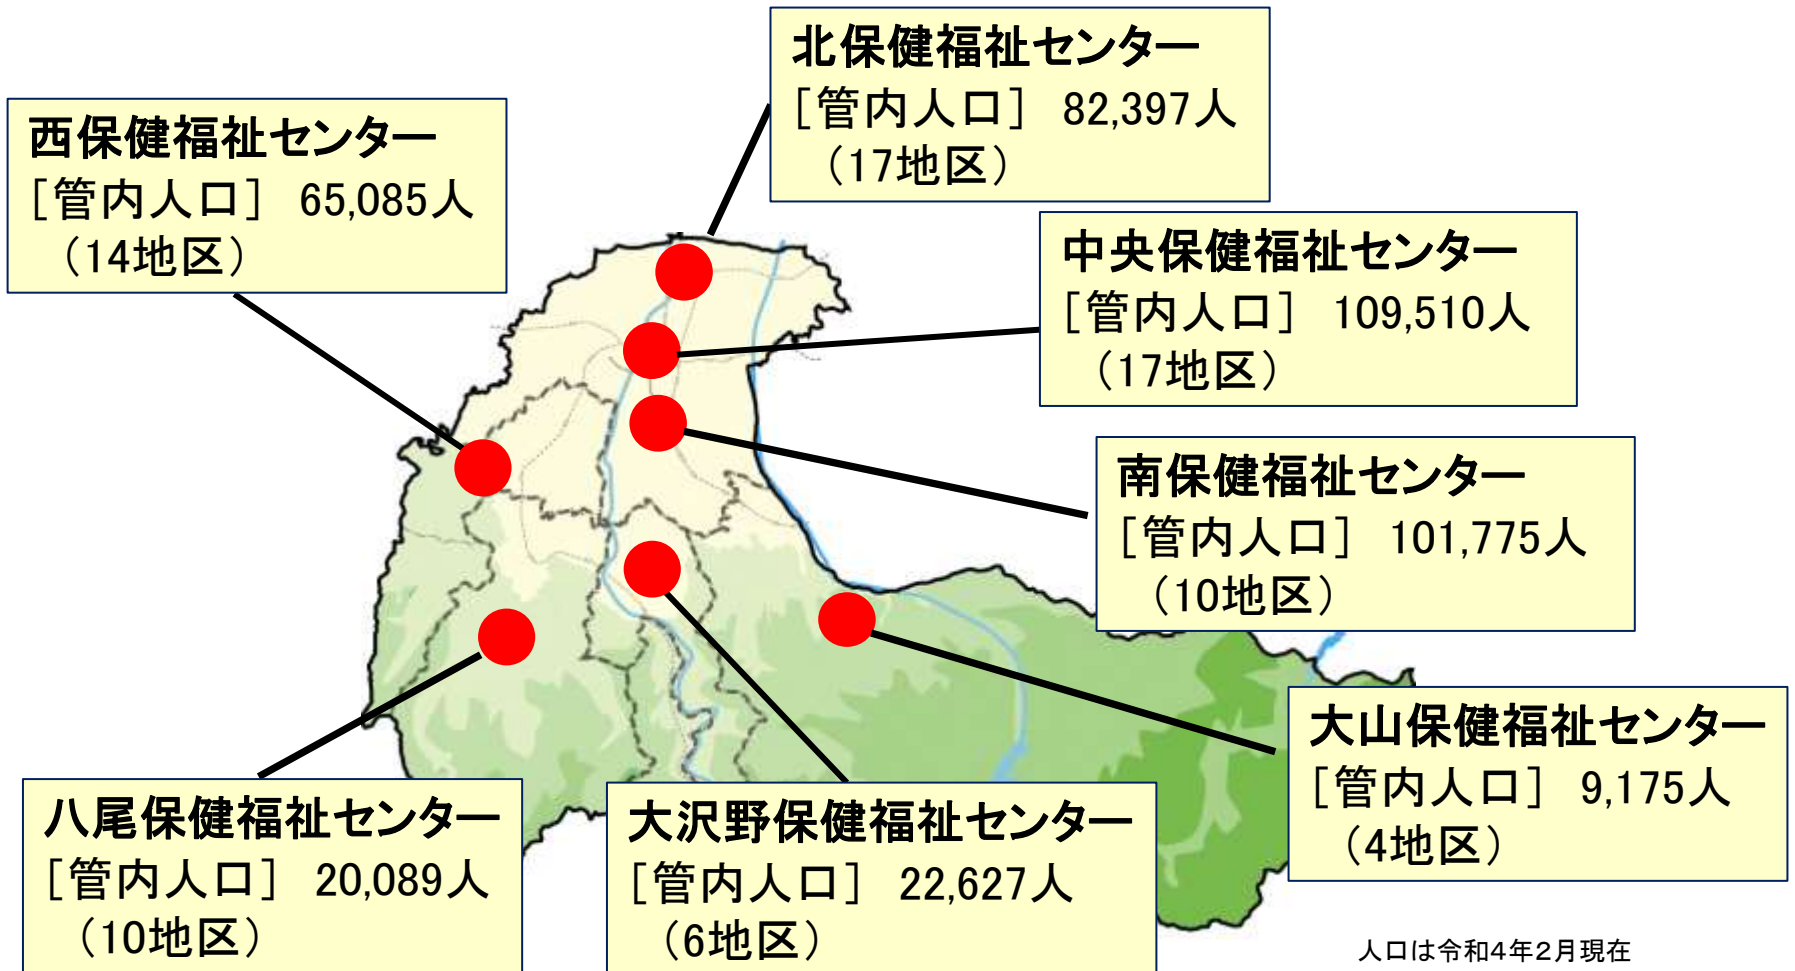 北保健福祉センター
［管内人口］ 82,397人
（17地区）
西保健福祉センター
［管内人口］ 65,085人
（14地区）
中央保健福祉センター
［管内人口］ 109,510人
（17地区）
南保健福祉センター
［管内人口］ 101,775人
（10地区）
大山保健福祉センター
［管内人口］ 9,175人
（4地区）
八尾保健福祉センター
［管内人口］ 20,089人
（10地区）
大沢野保健福祉センター
［管内人口］ 22,627人
（6地区）
人口は令和4年2月現在